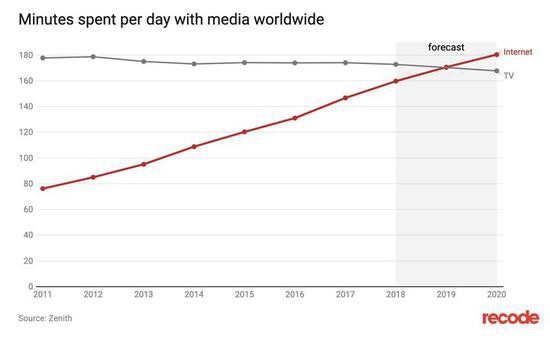 Minutes spent per day with media worldwide
forecast
Internet
TV
180
160
140
120
100
80
60
40
20
0
2011 2012 2013 2014 2015 2016 2017 2018 2019 2020
Source: Zenith
recode